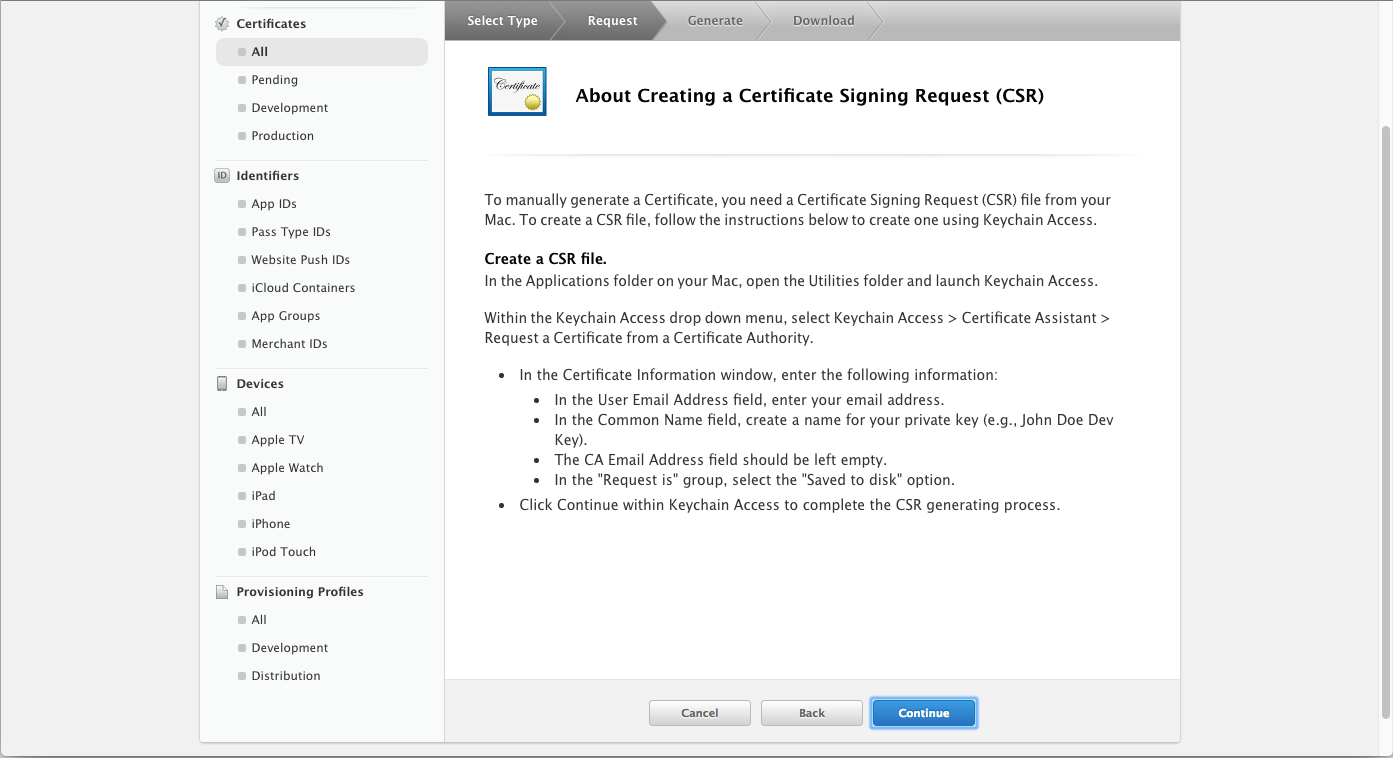 Certificates
All
Pending
Development
Production
ID Identifiers
App IDs
Pass Type IDs
Website Push IDs
iCloud Containers
App Groups
Merchant IDs
Devices
All
Apple TV
Apple Watch
iPad
iPhone
iPod Touch
Provisioning Profiles
All
Development
Distribution
Select Type Request Generate Download
Certificate
About Creating a Certificate Signing Request (CSR)
To manually generate a Certificate, you need a Certificate Signing Request (CSR) file from your
Mac. To create a CSR file, follow the instructions below to create one using Keychain Access.
Create a CSR file.
In the Applications folder on your Mac, open the Utilities folder and launch Keychain Access.
Within the Keychain Access drop down menu, select Keychain Access > Certificate Assistant >
Request a Certificate from a Certificate Authority.
• In the Certificate Information window, enter the following information:
• In the User Email Address field, enter your email address.
• In the Common Name field, create a name for your private key (e.g., John Doe Dev
Key).
• The CA Email Address field should be left empty.
• In the "Request is" group, select the "Saved to disk" option.
• Click Continue within Keychain Access to complete the CSR generating process.
Cancel Back Continue